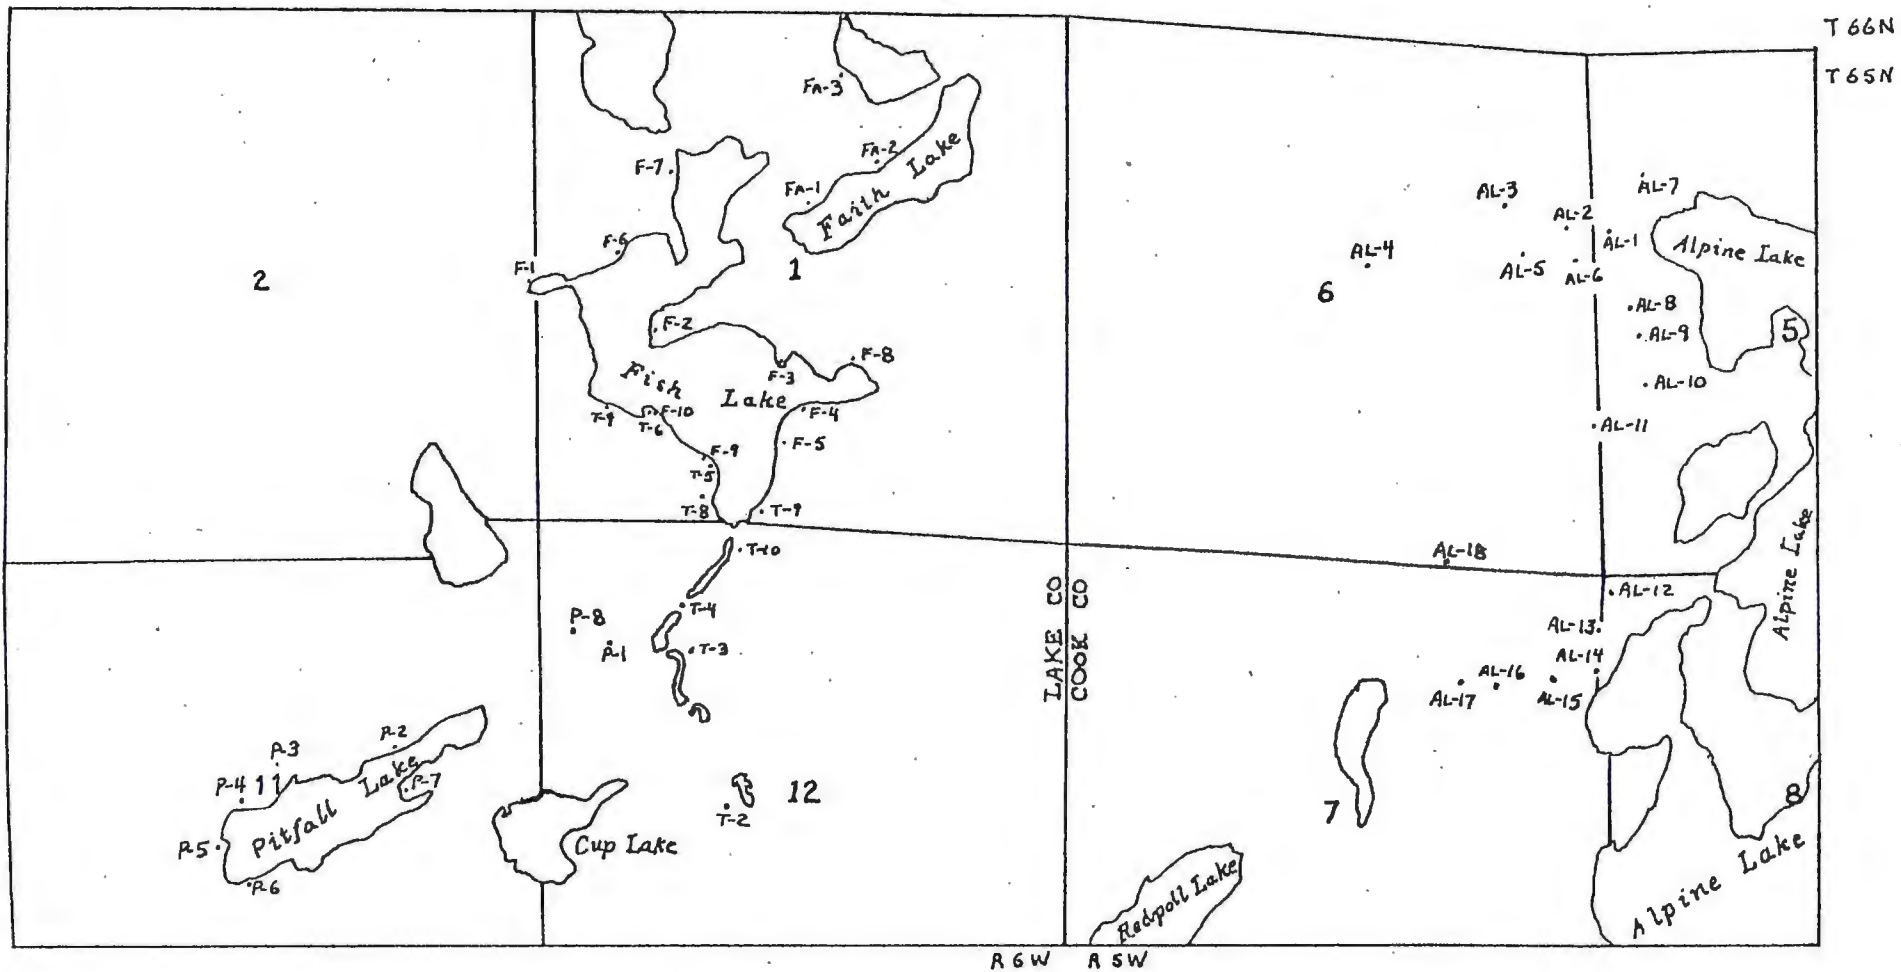 T 66N
T 65N
FA-3
FA-2
FA-1
Faith Lake
F-7
F-6
F-1
2
1
F-2
F-8
F-3
Fish Lake
F-4
F-10
T-6
F-5
F-9
T-5
T-8
T-9
T-10
AL-3
AL-7
AL-2
AL-1
AL-4
AL-5
AL-6
Alpine Lake
6
AL-8
AL-9
5
AL-10
AL-11
AL-18
AL-12
Alpine Lake
AL-13
AL-14
AL-16
AL-17
AL-15
LAKE CO
COOK CO
T-4
P-8
P-1
T-3
P-2
P-3
P-4
P-7
Pitfall Lake
P-5
P-6
T-2
12
Cup Lake
7
8
Redpoll Lake
Alpine Lake
R 6W
R 5W